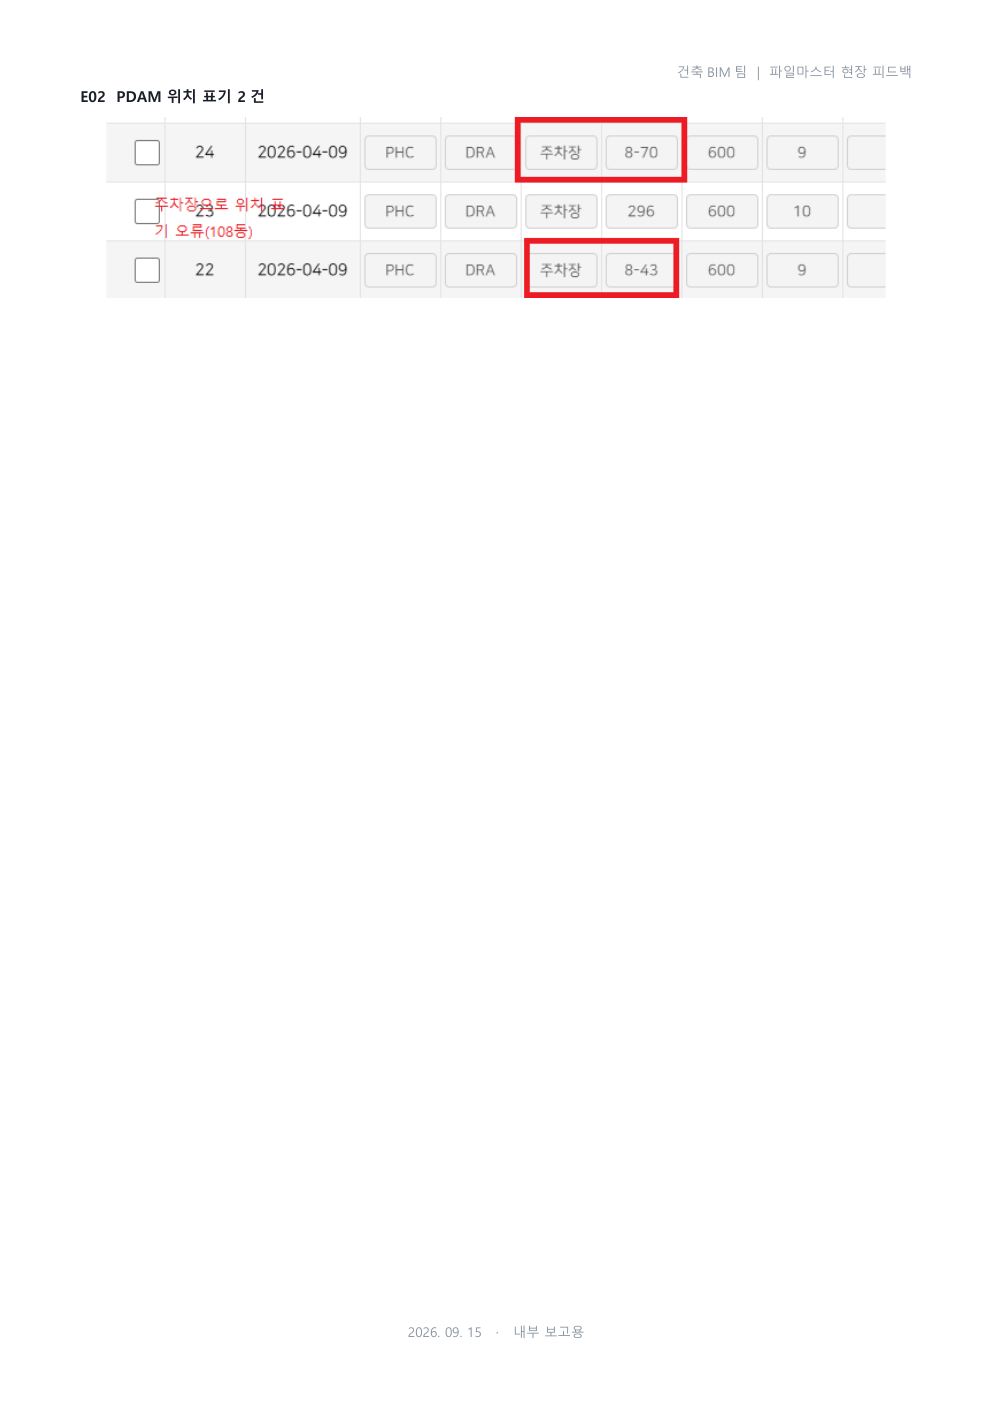 건축 BIM 팀 | 파일마스터 현장 피드백
E02 PDAM 위치 표기 2 건
24 2026-04-09 PHC DRA 주차장 8-70 600 9
23 2026-04-09 PHC DRA 주차장 296 600 10
주차장으로 위치 표
기 오류(108동)
22 2026-04-09 PHC DRA 주차장 8-43 600 9
2026. 09. 15 · 내부 보고용